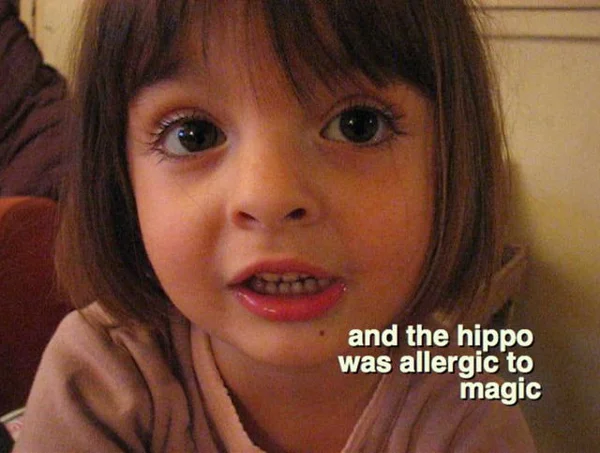 and the hippo
was allergic to
magic